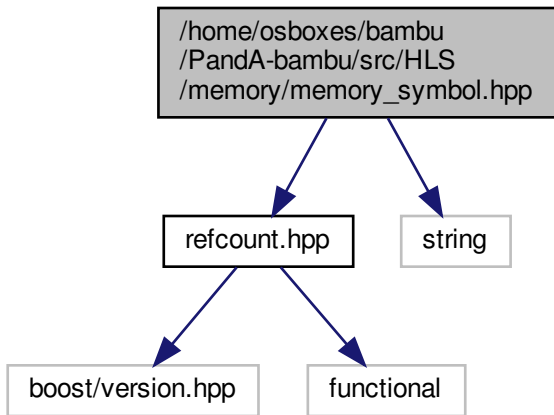 /home/osboxes/bambu
/PandA-bambu/src/HLS
/memory/memory_symbol.hpp
refcount.hpp
string
boost/version.hpp
functional